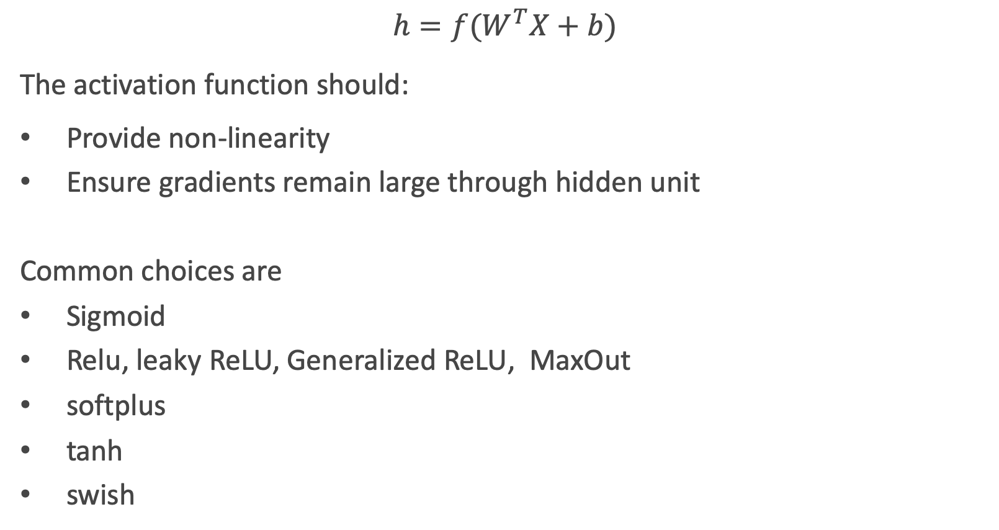 h = f(W^T X + b)
The activation function should:
• Provide non-linearity
• Ensure gradients remain large through hidden unit
Common choices are
• Sigmoid
• Relu, leaky ReLU, Generalized ReLU,  MaxOut
• softplus
• tanh
• swish